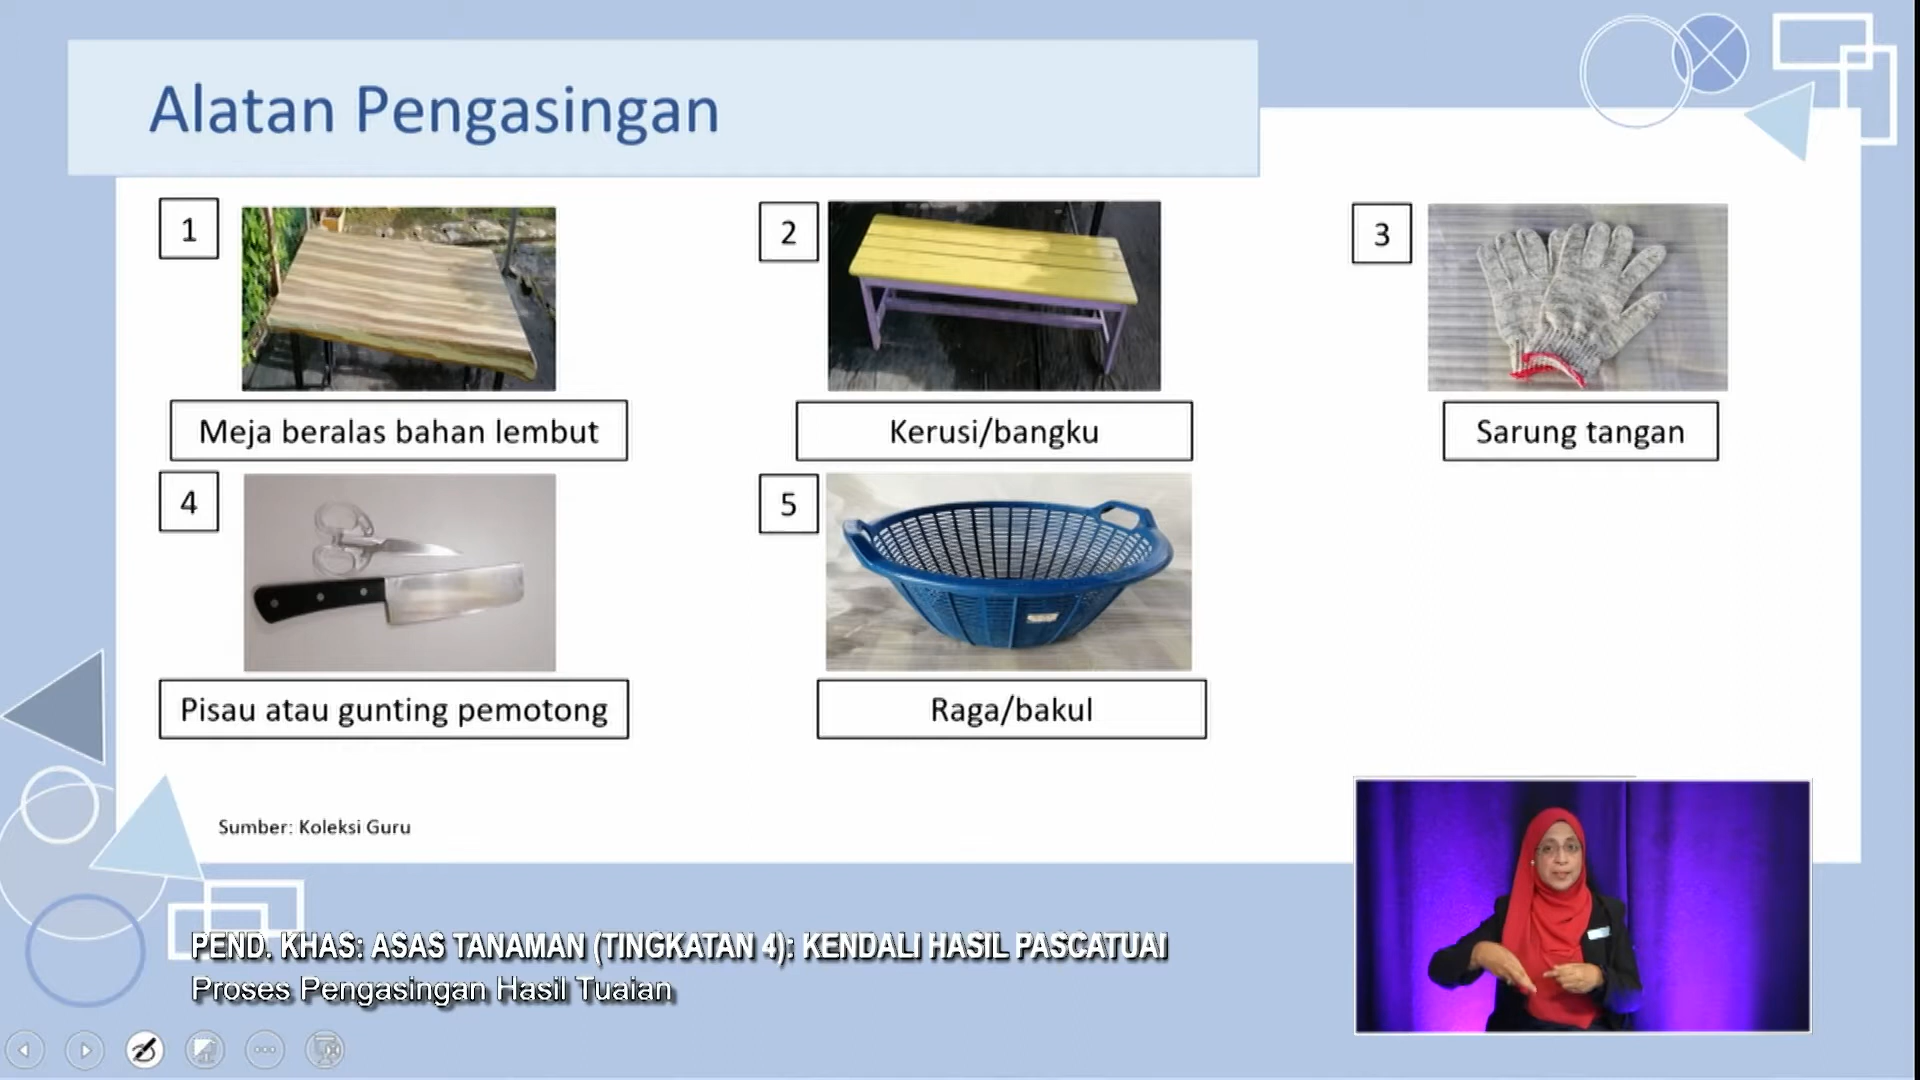 Alatan Pengasingan
1
2
3
Meja beralas bahan lembut
Kerusi/bangku
Sarung tangan
4
5
Pisau atau gunting pemotong
Raga/bakul
Sumber: Koleksi Guru
PEND. KHAS: ASAS TANAMAN (TINGKATAN 4): KENDALI HASIL PASCATUAI
Proses Pengasingan Hasil Tuaian